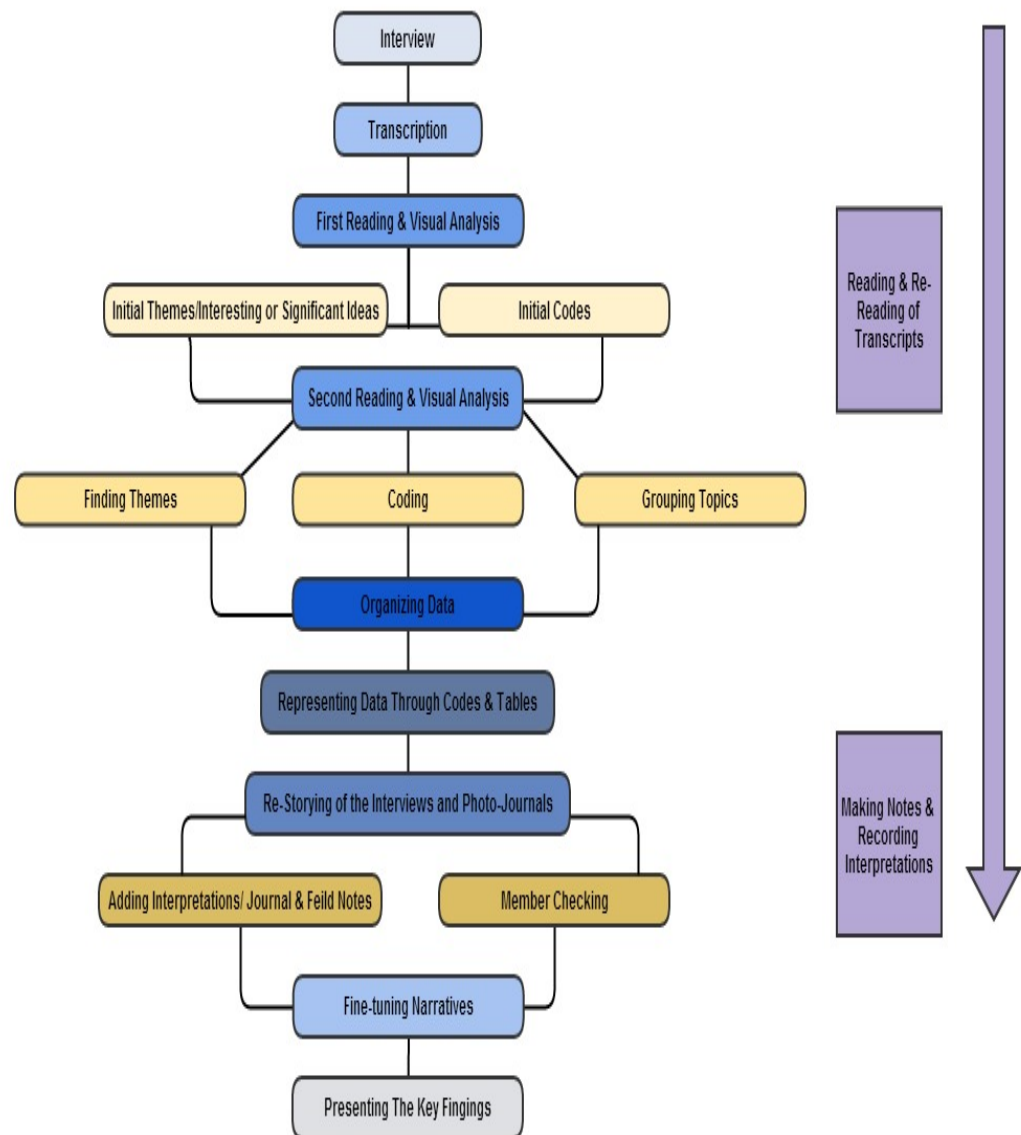 Interview
Transcription
First Reading & Visual Analysis
Initial Themes/Interesting or Significant Ideas
Initial Codes
Second Reading & Visual Analysis
Finding Themes
Coding
Grouping Topics
Organizing Data
Representing Data Through Codes & Tables
Re-Storying of the Interviews and Photo-Journals
Adding Interpretations/ Journal & Feild Notes
Member Checking
Fine-tuning Narratives
Presenting The Key Fingings
Reading & Re-
Reading of
Transcripts
Making Notes &
Recording
Interpretations